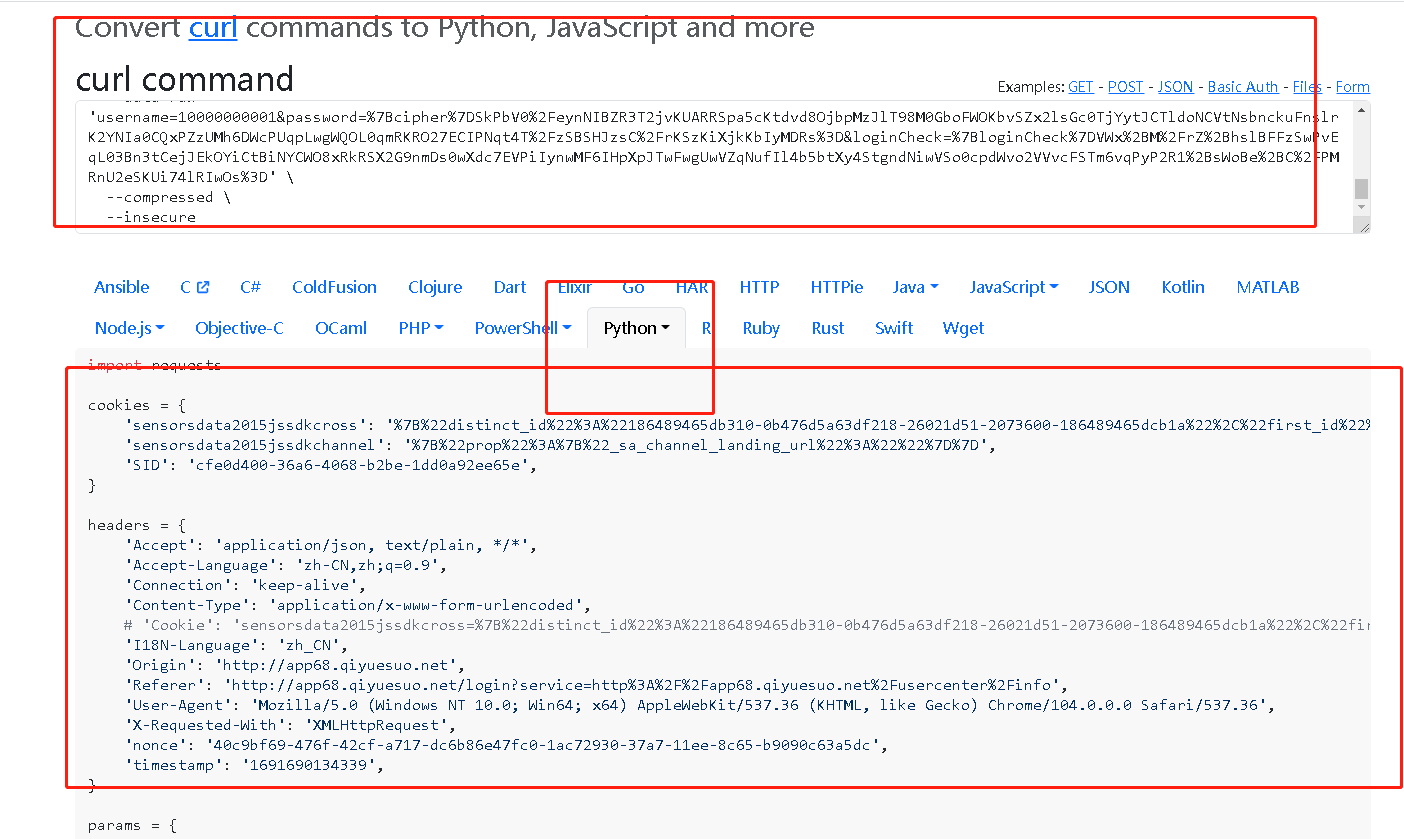 Convert curl commands to Python, JavaScript and more
curl command
Examples: GET - POST - JSON - Basic Auth - Files - Form
'username=10000000001&password=%7Bcipher%7DSkPbV0%2FeynNIBZR3T2jvKUARRSpa5cKtdvd8OjbpMzJlT98M0GboFWOKbvSZx2lsGc0TjYytJCTldoNCVtNsbnckuFnslr
K2YNIa0CQxPZzUMh6DWcPUqpLwgWQOL0qmRKRO27ECIPNqt4T%2FzSBSHJzsC%2FrKSzKiXjkKbIyMDRs%3D&loginCheck=%7BloginCheck%7DVWx%2BM%2FrZ%2BhslBFFzSwPvE
qL03Bn3tCejJEkOYiCtBiNYCWO8xRkRSX2G9nmDs0wXdc7EVPiIynwMF6IHpXpJTwFwgUwVZqNufIl4b5btXy4StgndNiwVSo0cpdWvo2VVvcFSTm6vqPyP2R1%2BsWoBe%2BC%2FPM
RnU2eSKUi74lRIwOs%3D' \
--compressed \
--insecure
Ansible C C# ColdFusion Clojure Dart Elixir Go HAR HTTP HTTPie Java JavaScript JSON Kotlin MATLAB
Node.js Objective-C OCaml PHP PowerShell Python R Ruby Rust Swift Wget
import requests
cookies = {
'sensorsdata2015jssdkcross': '%7B%22distinct_id%22%3A%22186489465db310-0b476d5a63df218-26021d51-2073600-186489465dcb1a%22%2C%22first_id%22%
'sensorsdata2015jssdkchannel': '%7B%22prop%22%3A%7B%22_sa_channel_landing_url%22%3A%22%22%7D%7D',
'SID': 'cfe0d400-36a6-4068-b2be-1dd0a92ee65e',
}
headers = {
'Accept': 'application/json, text/plain, */*',
'Accept-Language': 'zh-CN,zh;q=0.9',
'Connection': 'keep-alive',
'Content-Type': 'application/x-www-form-urlencoded',
# 'Cookie': 'sensorsdata2015jssdkcross=%7B%22distinct_id%22%3A%22186489465db310-0b476d5a63df218-26021d51-2073600-186489465dcb1a%22%2C%22fir
'I18N-Language': 'zh_CN',
'Origin': 'http://app68.qiyuesuo.net',
'Referer': 'http://app68.qiyuesuo.net/login?service=http%3A%2F%2Fapp68.qiyuesuo.net%2Fusercenter%2Finfo',
'User-Agent': 'Mozilla/5.0 (Windows NT 10.0; Win64; x64) AppleWebKit/537.36 (KHTML, like Gecko) Chrome/104.0.0.0 Safari/537.36',
'X-Requested-With': 'XMLHttpRequest',
'nonce': '40c9bf69-476f-42cf-a717-dc6b86e47fc0-1ac72930-37a7-11ee-8c65-b9090c63a5dc',
'timestamp': '1691690134339',
}
params = {